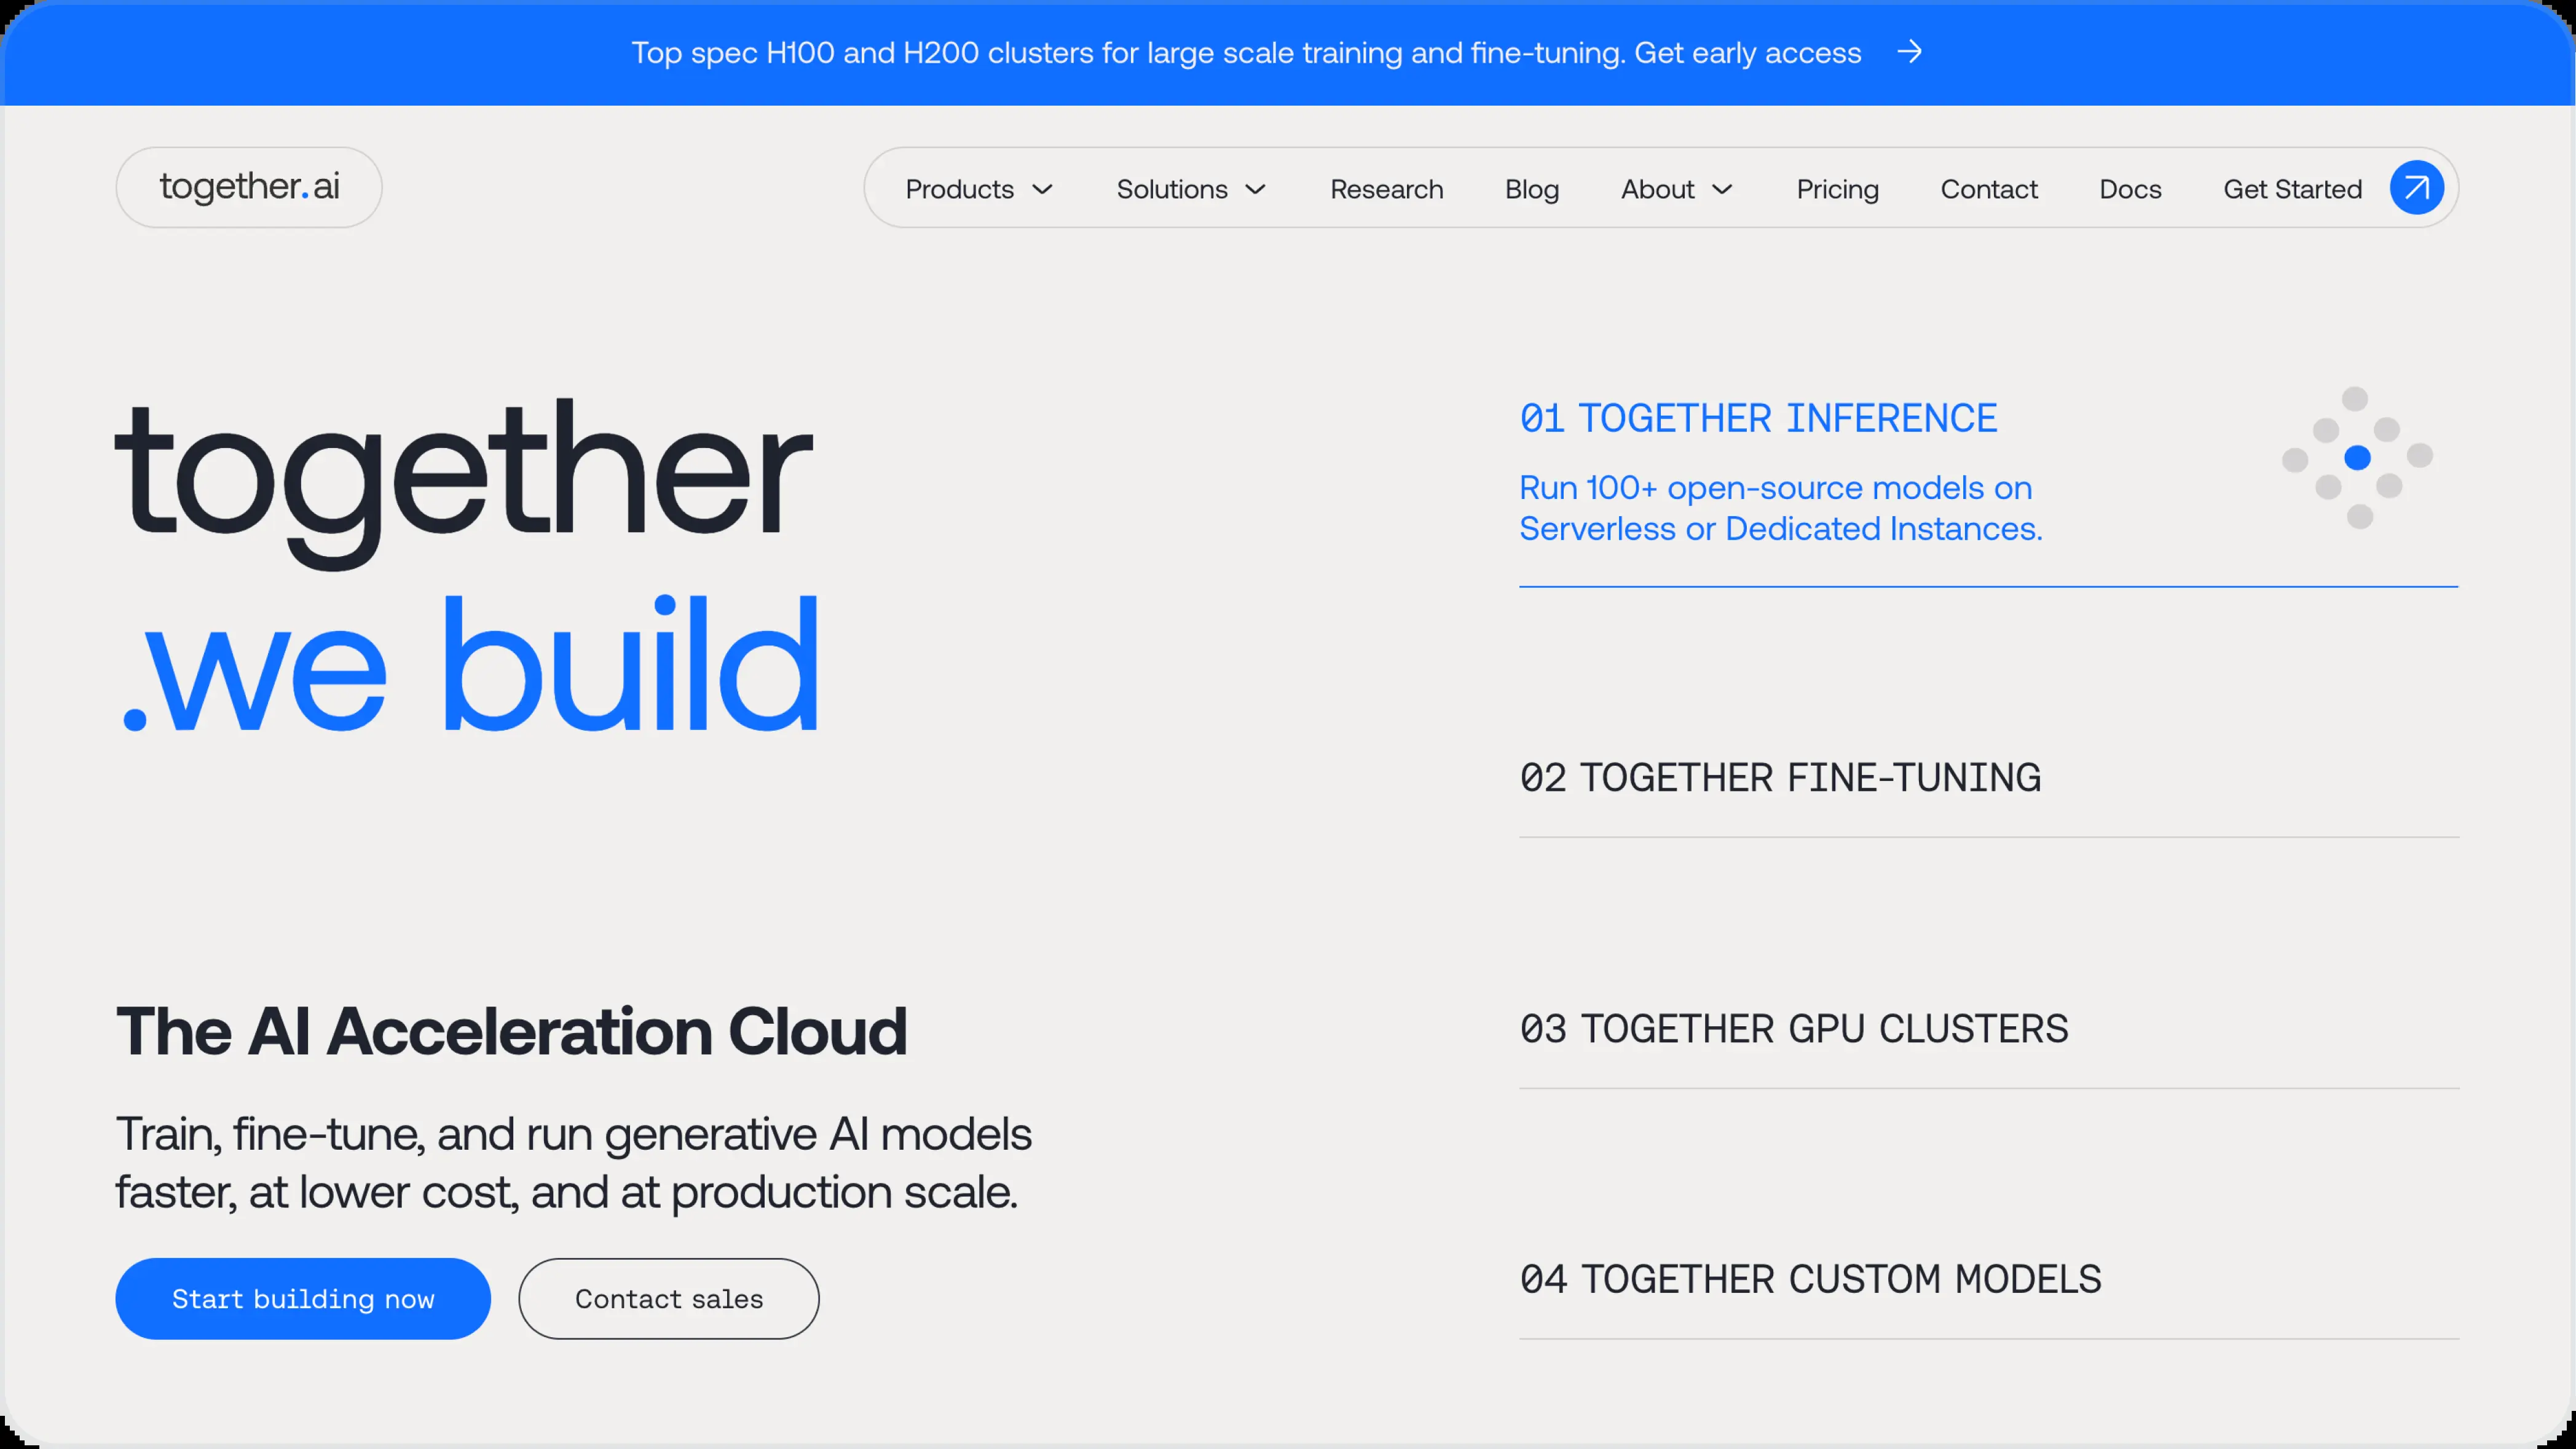 Top spec H100 and H200 clusters for large scale training and fine-tuning. Get early access
together.ai
Products
Solutions
Research
Blog
About
Pricing
Contact
Docs
Get Started
together
.we build
The AI Acceleration Cloud
Train, fine-tune, and run generative AI models
faster, at lower cost, and at production scale.
Start building now
Contact sales
01 TOGETHER INFERENCE
Run 100+ open-source models on
Serverless or Dedicated Instances.
02 TOGETHER FINE-TUNING
03 TOGETHER GPU CLUSTERS
04 TOGETHER CUSTOM MODELS